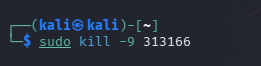 ┌──(kali㉿kali)-[~]
└─$ sudo kill -9 313166